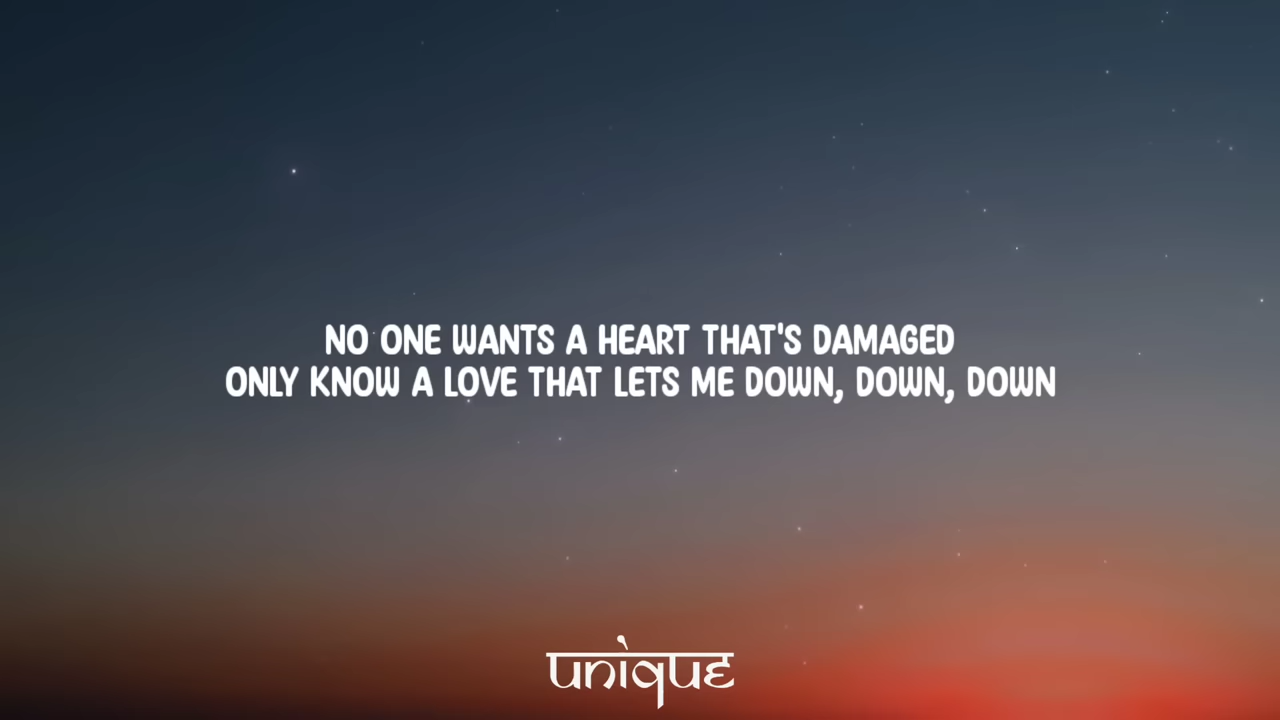 NO ONE WANTS A HEART THAT'S DAMAGED
ONLY KNOW A LOVE THAT LETS ME DOWN, DOWN, DOWN
unique